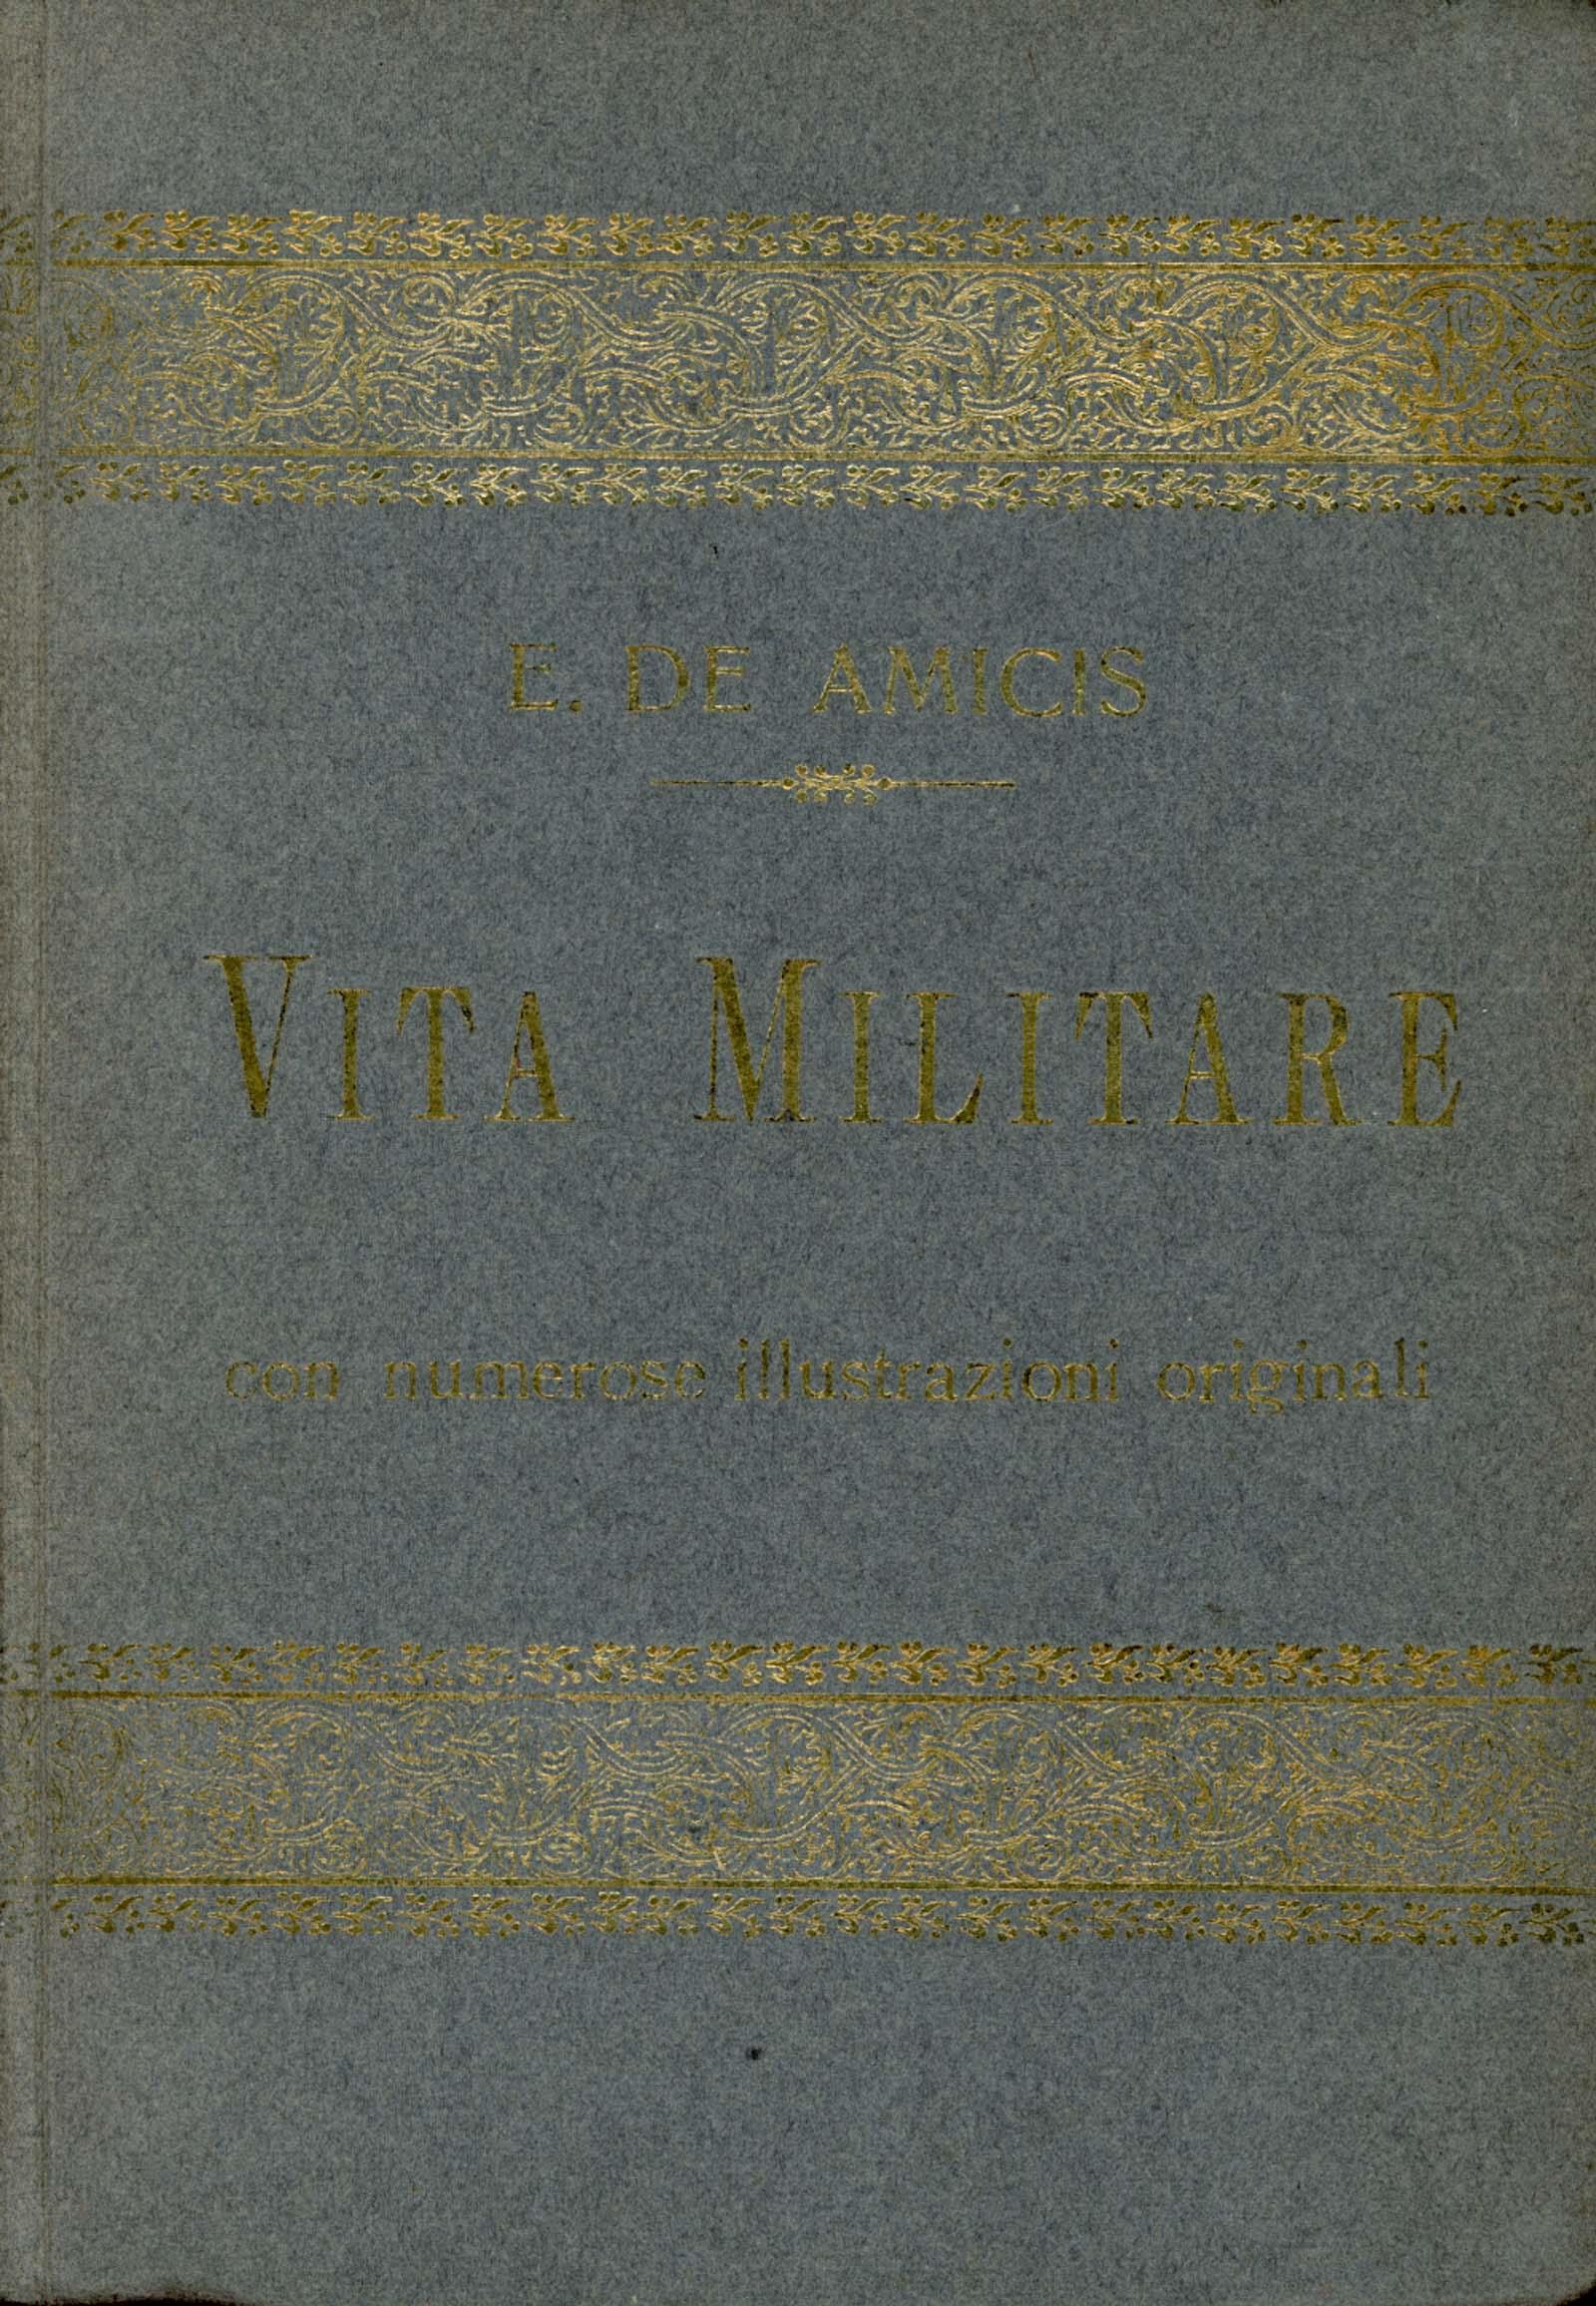 E. DE AMICIS
VITA MILITARE
con numerose illustrazioni originali